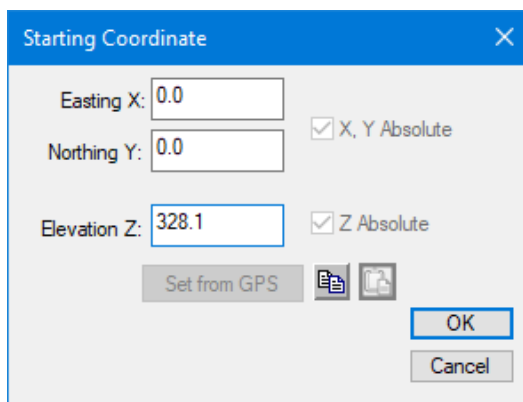 Starting Coordinate
Easting X: 0.0
X, Y Absolute
Northing Y: 0.0
Elevation Z: 328.1
Z Absolute
Set from GPS
OK
Cancel